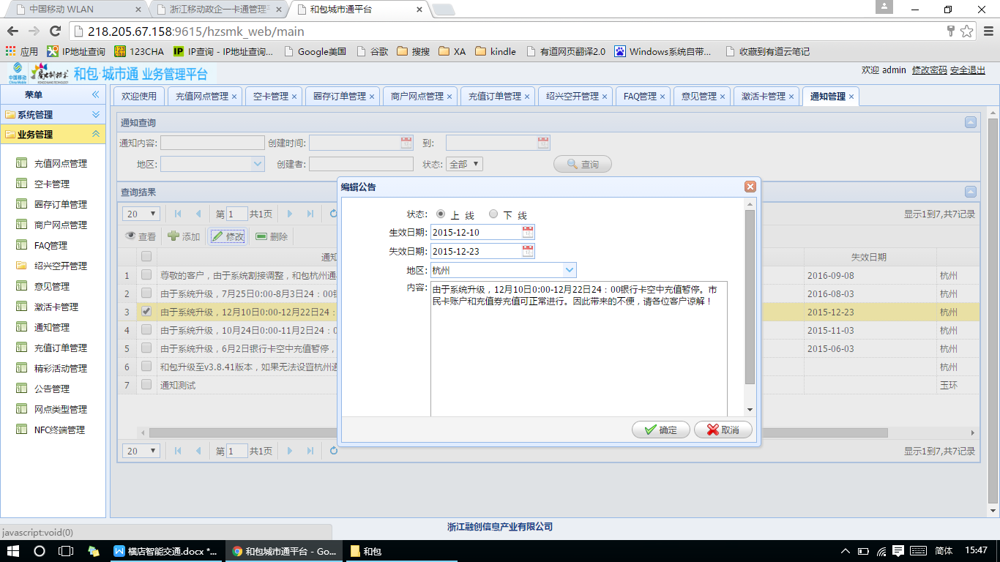 中国移动 WLAN
浙江移动政企一卡通管理
和包城市通平台
218.205.67.158:9615/hzsmk_web/main
应用 IP地址查询 123CHA IP查询 - IP地址查询... Google美国 谷歌 搜搜 XA kindle 有道网页翻译2.0 Windows系统自带... 收藏到有道云笔记
中国移动 China Mobile 和包·城市通 业务管理平台
欢迎 admin 修改密码 安全退出
菜单
系统管理
业务管理
充值网点管理
空卡管理
圈存订单管理
商户网点管理
FAQ管理
绍兴空开管理
意见管理
激活卡管理
通知管理
充值订单管理
精彩活动管理
公告管理
网点类型管理
NFC终端管理
欢迎使用 充值网点管理 空卡管理 圈存订单管理 商户网点管理 充值订单管理 绍兴空开管理 FAQ管理 意见管理 激活卡管理 通知管理
通知查询
通知内容: 创建时间: 到:
地区: 创建者: 状态: 全部 查询
查询结果
20 第 1 共1页 显示1到7,共7记录
查看 添加 修改 删除
通知 失效日期
1 尊敬的客户，由于系统割接调整，和包杭州通 2016-09-08 杭州
2 由于系统升级，7月25日0:00-8月3日24：00 2016-08-03 杭州
3 由于系统升级，12月10日0:00-12月22日24： 2015-12-23 杭州
4 由于系统升级，10月24日0:00-11月2日24： 2015-11-03 杭州
5 由于系统升级，6月2日银行卡空中充值暂停， 2015-06-03 杭州
6 和包升级至v3.8.41版本，如果无法设置杭州通 杭州
7 通知测试 玉环
20 第 1 共1页 显示1到7,共7记录
编辑公告
状态: 上 线 下 线
生效日期: 2015-12-10
失效日期: 2015-12-23
地区: 杭州
内容: 由于系统升级，12月10日0:00-12月22日24：00银行卡空中充值暂停。市
民卡账户和充值券充值可正常进行。因此带来的不便，请各位客户谅解！
确定 取消
浙江融创信息产业有限公司
javascript:void(0)
横店智能交通.docx *... 和包城市通平台 - Go... 和包 简体 15:47